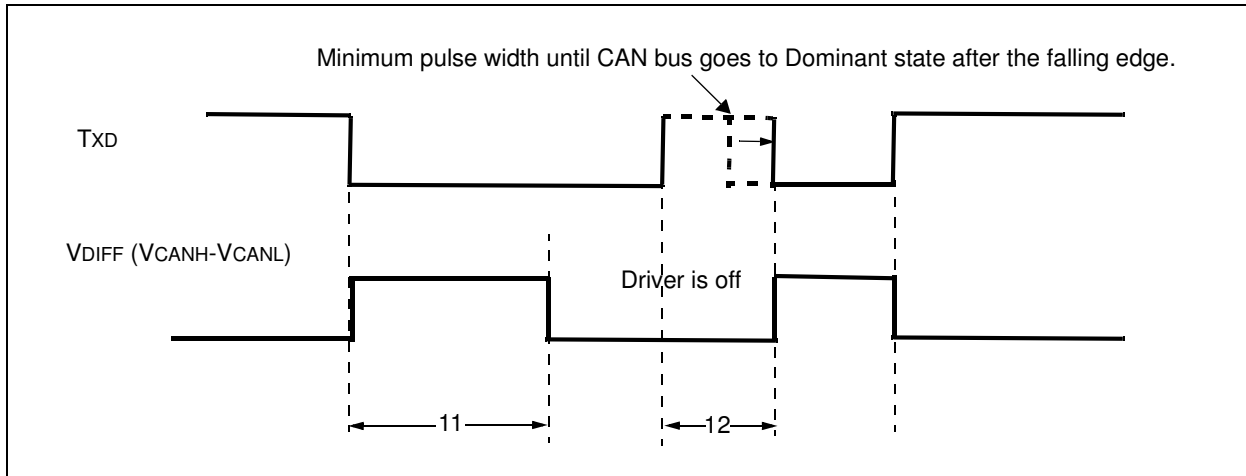 Minimum pulse width until CAN bus goes to Dominant state after the falling edge.
TXD
VDIFF (VCANH-VCANL)
Driver is off
11
12